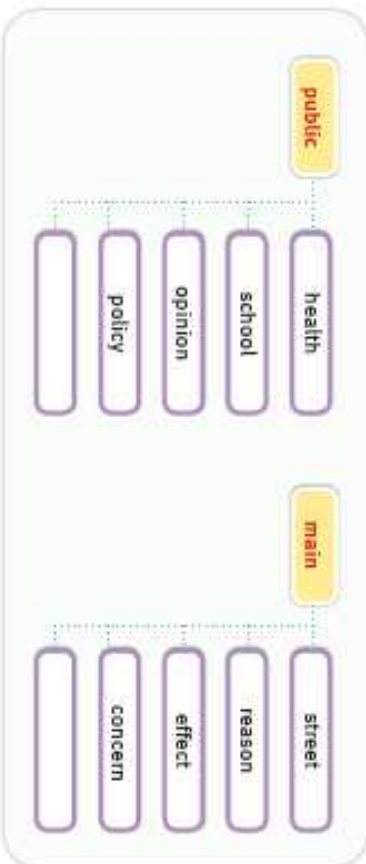 public
health
school
opinion
policy
main
street
reason
effect
concern